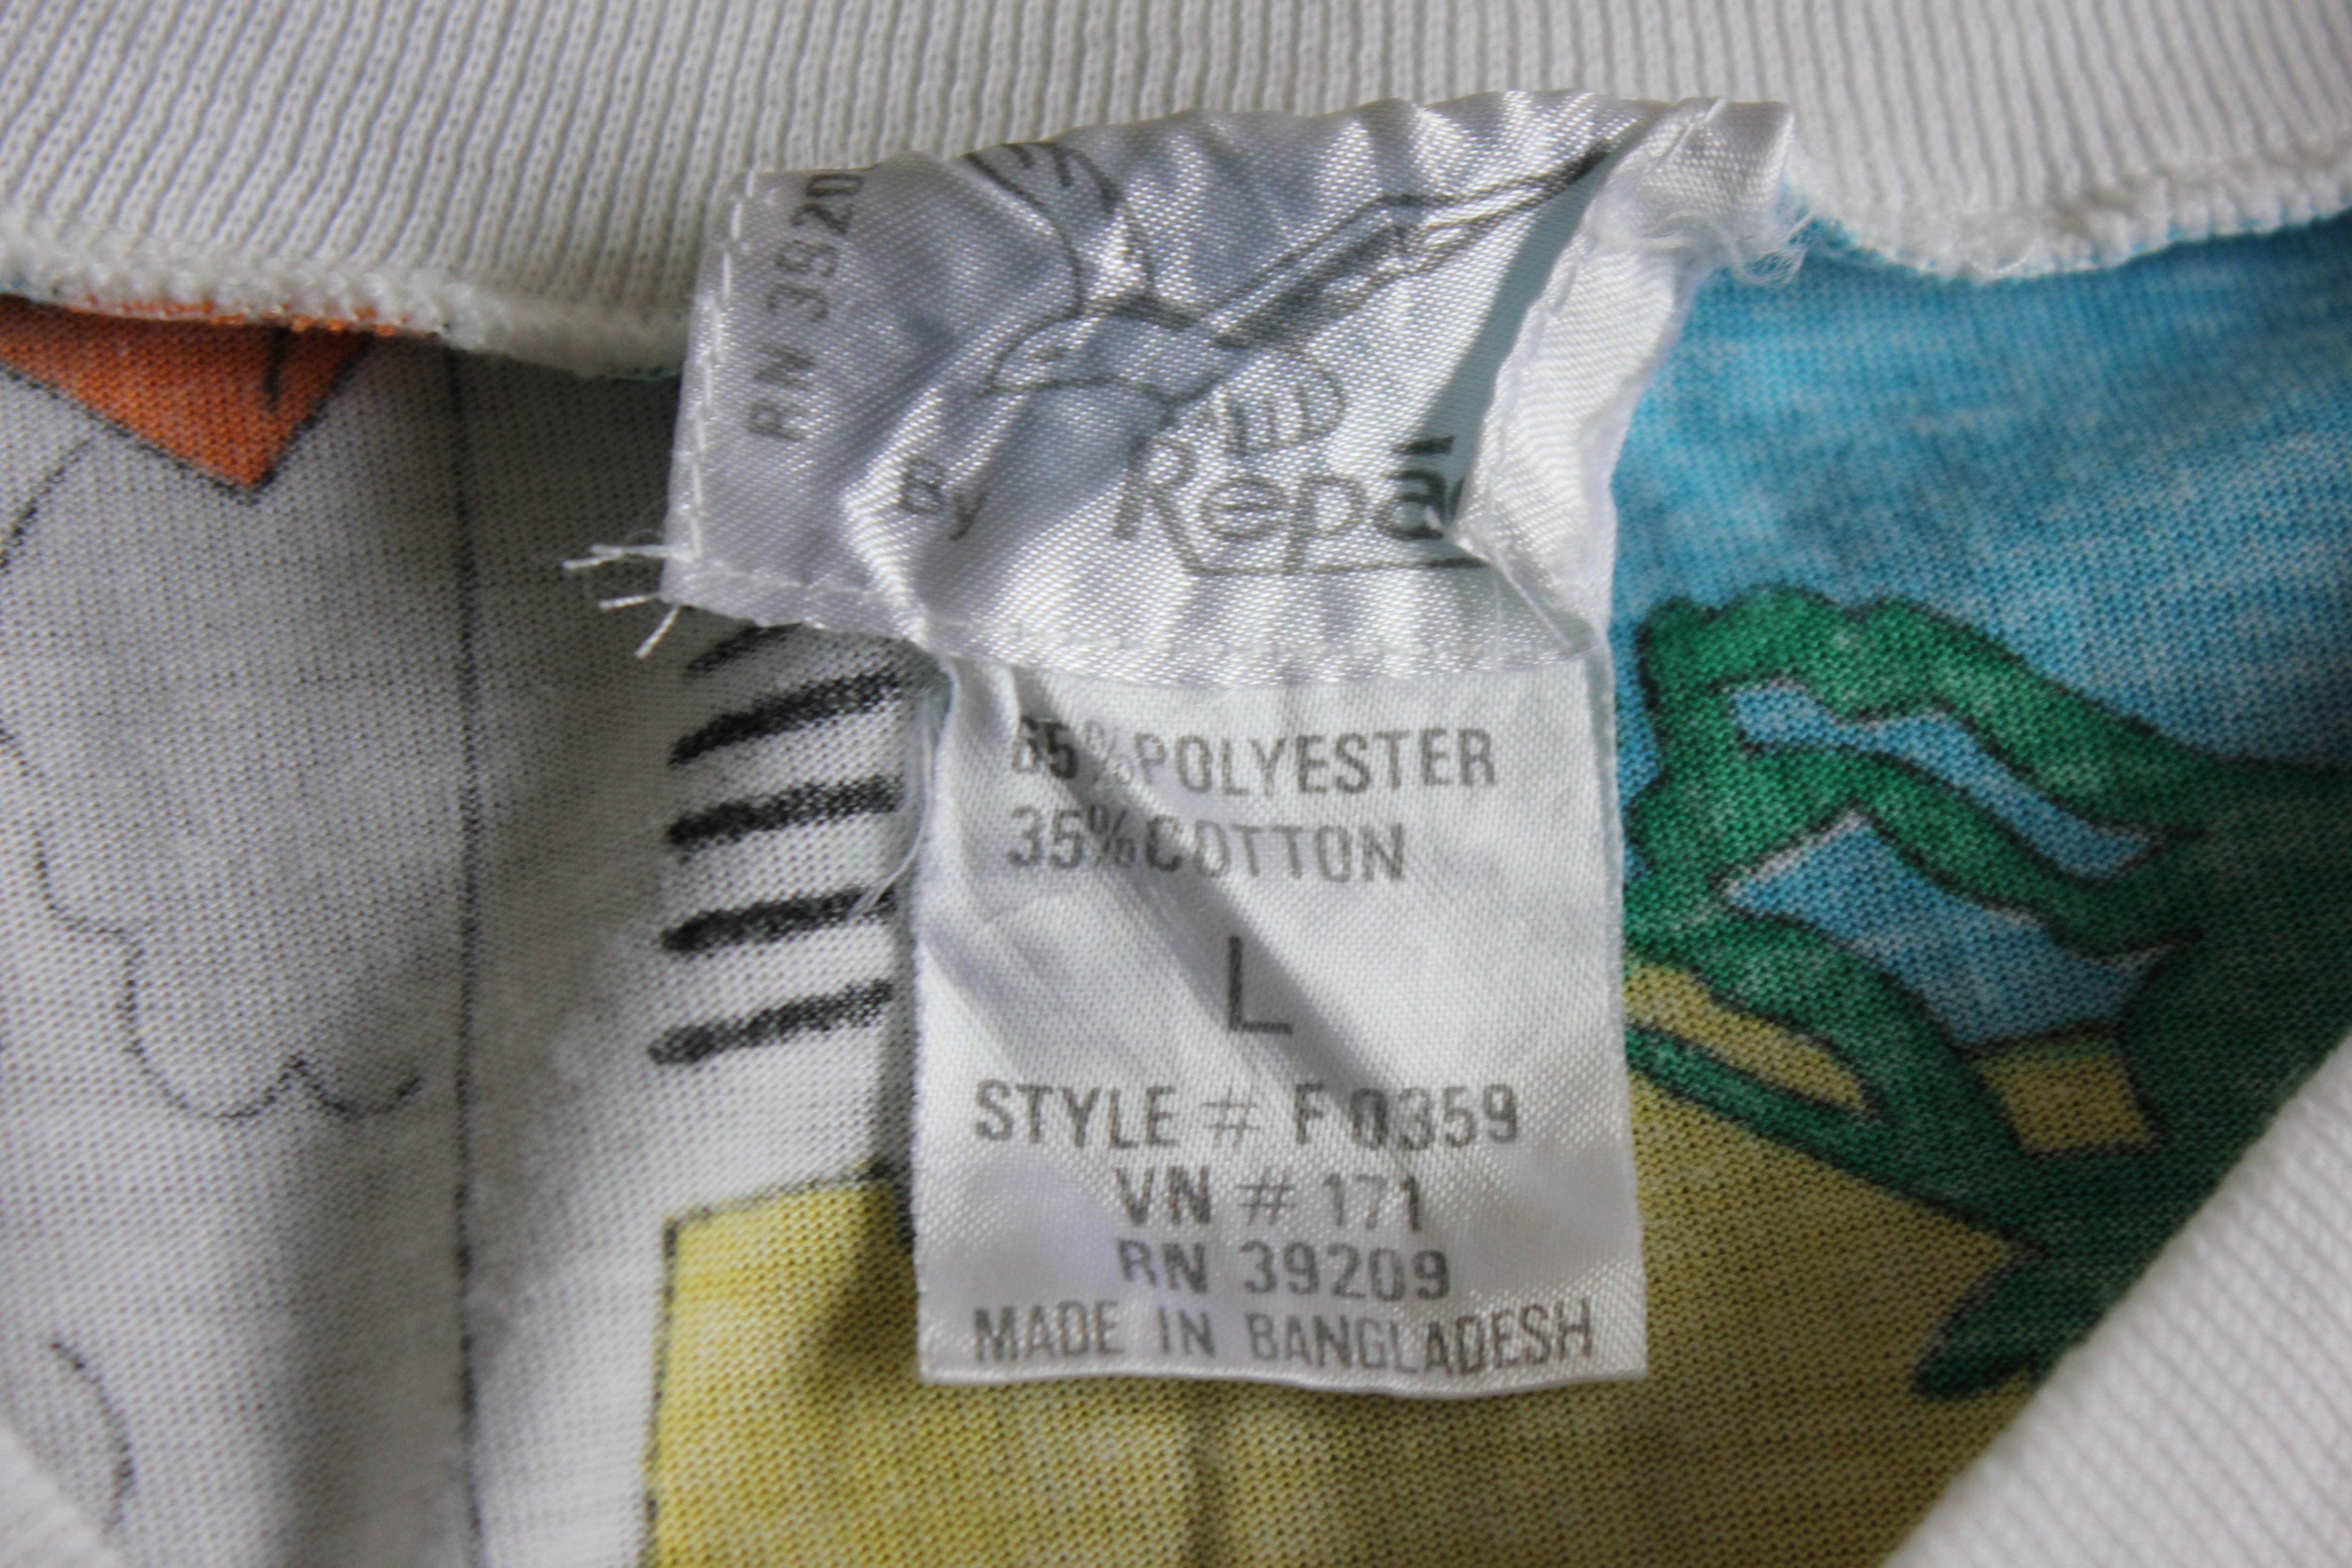 RN 3920
By Repa
65%POLYESTER
35%COTTON
L
STYLE # F0359
VN # 171
RN 39209
MADE IN BANGLADESH